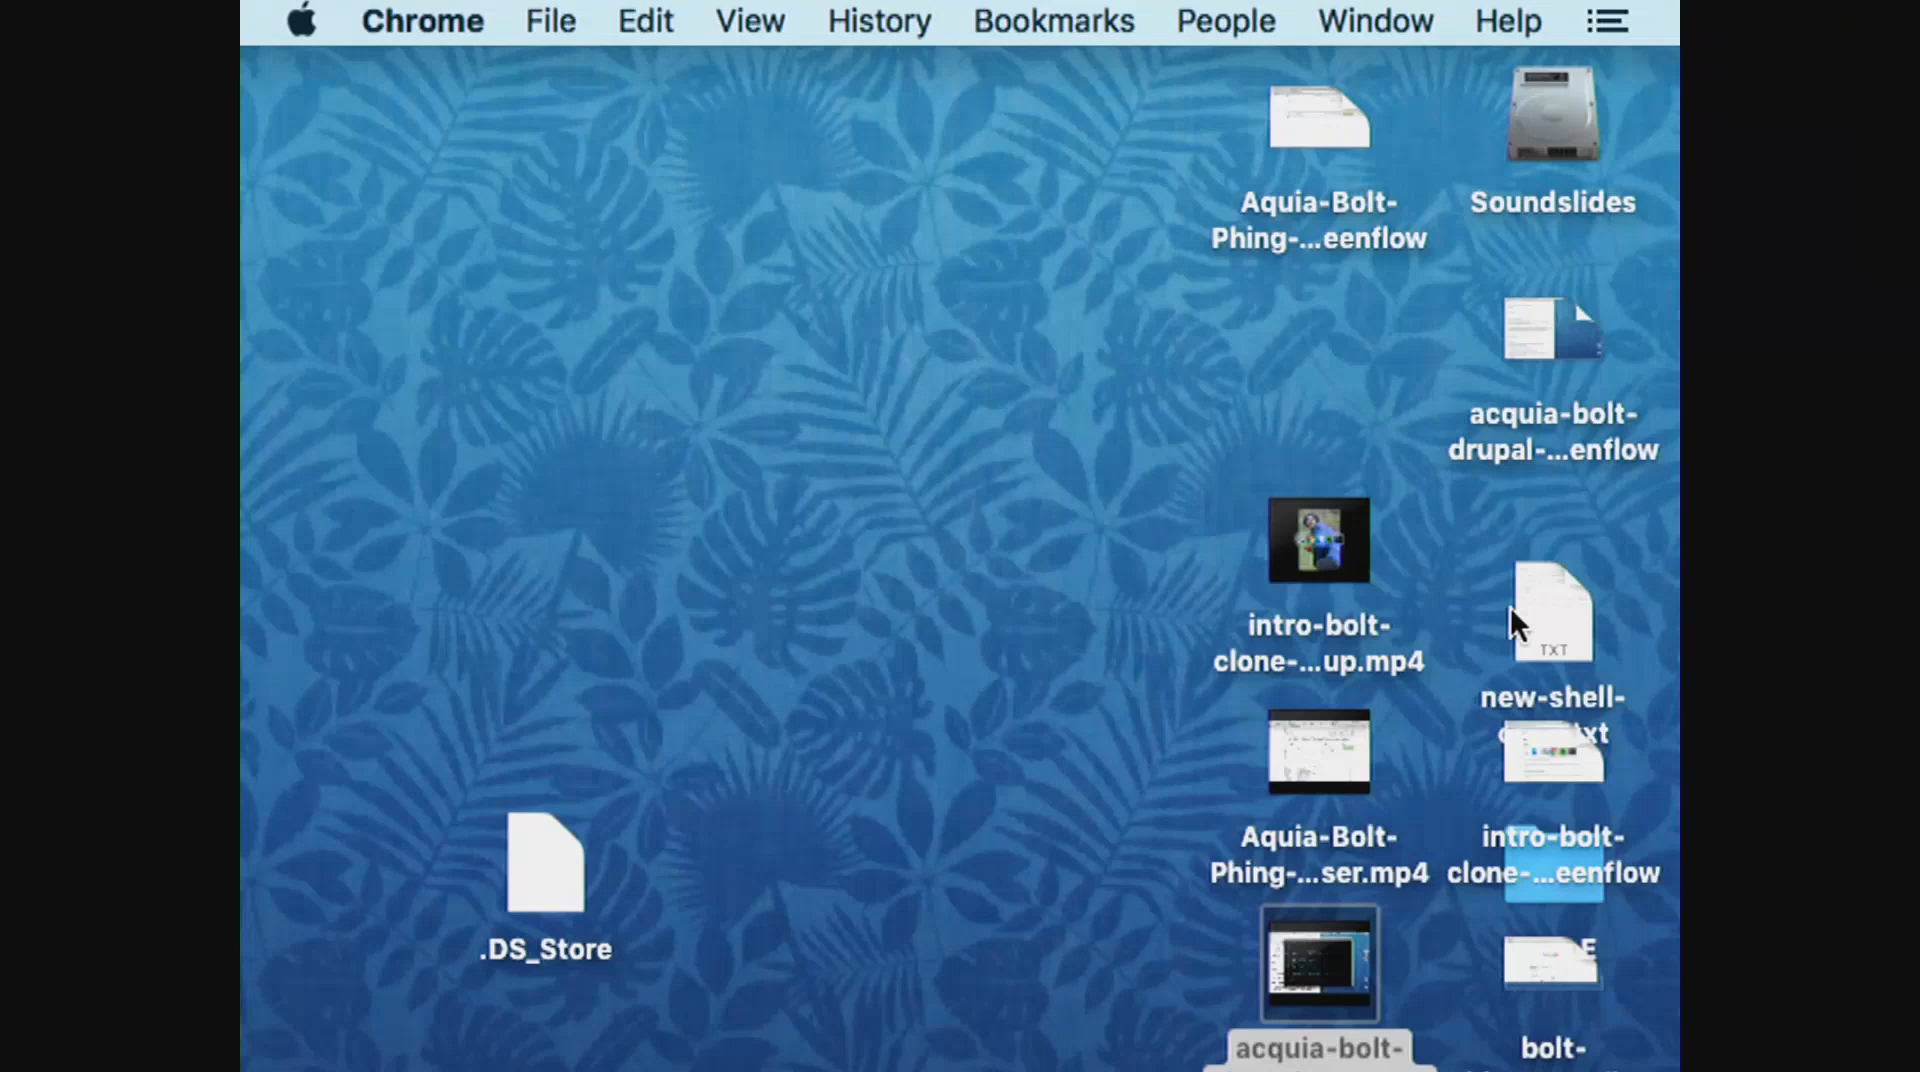 Chrome File Edit View History Bookmarks People Window Help
Aquia-Bolt-
Phing-...eenflow
Soundslides
acquia-bolt-
drupal-...enflow
intro-bolt-
clone-...up.mp4
TXT
new-shell-
Aquia-Bolt-
Phing-...ser.mp4
intro-bolt-
clone-...eenflow
.DS_Store
acquia-bolt-
bolt-